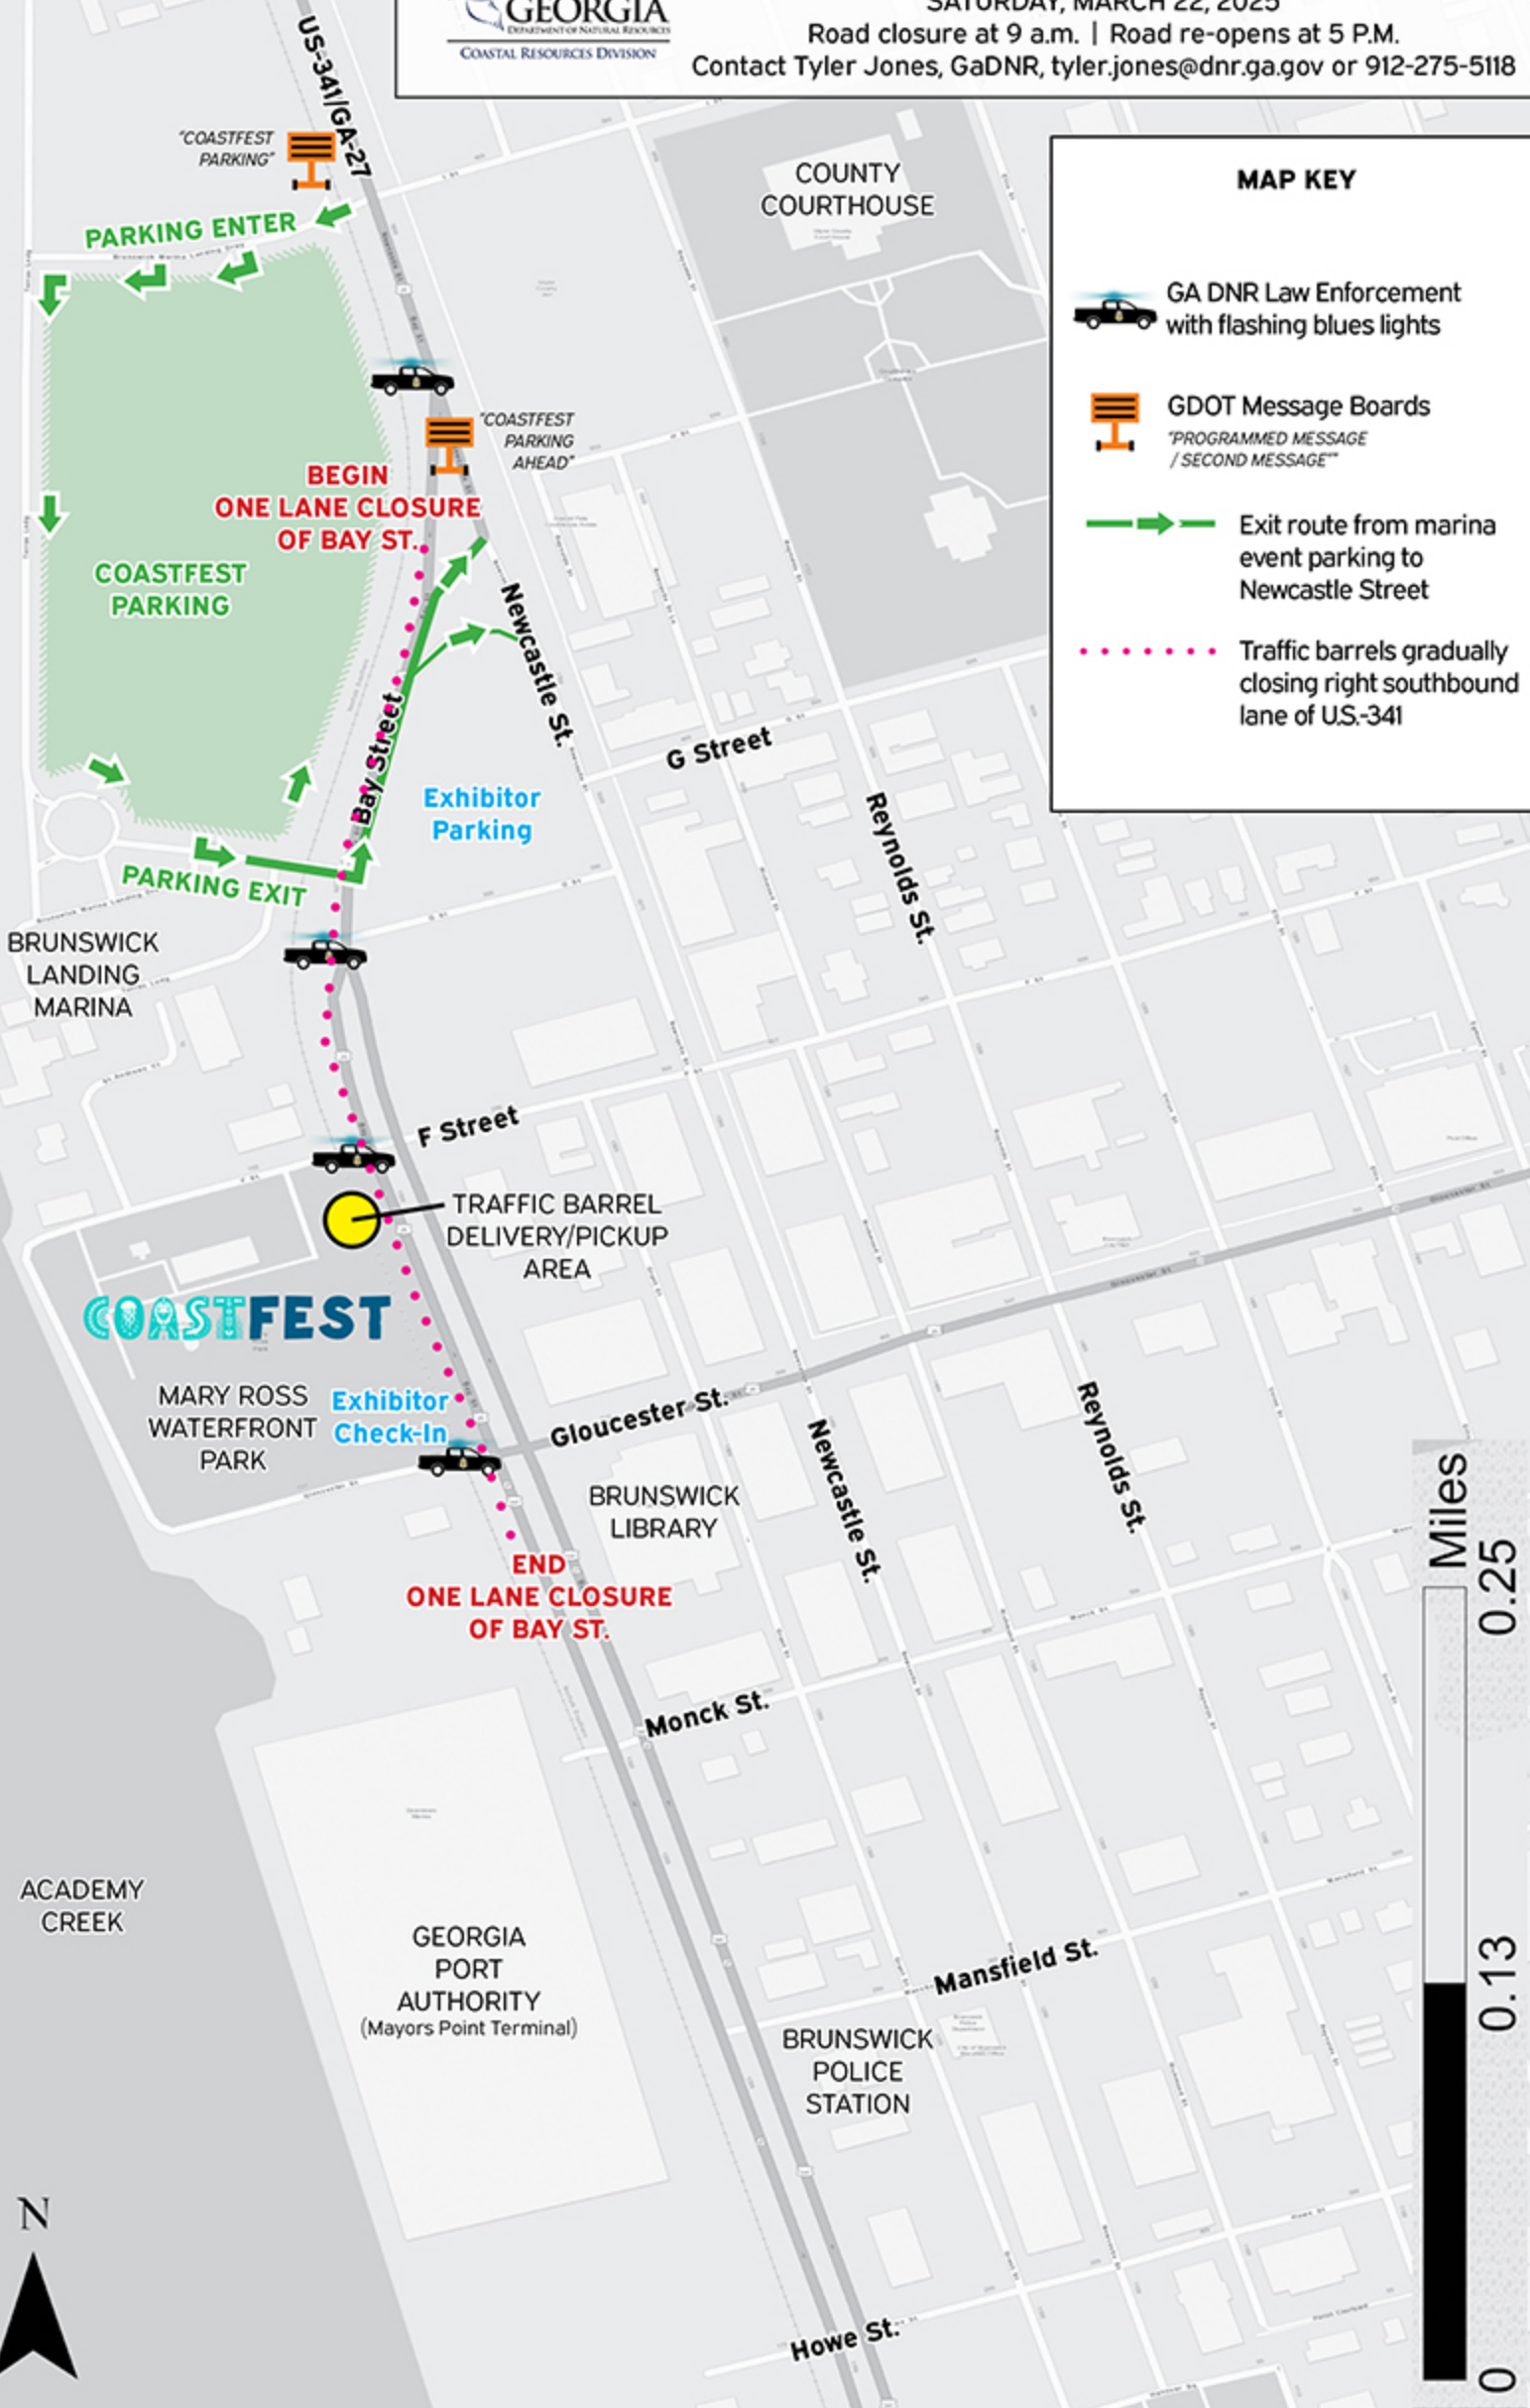 GEORGIA
DEPARTMENT OF NATURAL RESOURCES
COASTAL RESOURCES DIVISION
SATURDAY, MARCH 22, 2025
Road closure at 9 a.m. | Road re-opens at 5 P.M.
Contact Tyler Jones, GaDNR, tyler.jones@dnr.ga.gov or 912-275-5118
US-341/GA-27
"COASTFEST
PARKING"
PARKING ENTER
COUNTY
COURTHOUSE
MAP KEY
GA DNR Law Enforcement
with flashing blues lights
GDOT Message Boards
"PROGRAMMED MESSAGE
/ SECOND MESSAGE""
Exit route from marina
event parking to
Newcastle Street
Traffic barrels gradually
closing right southbound
lane of U.S.-341
"COASTFEST
PARKING
AHEAD"
BEGIN
ONE LANE CLOSURE
OF BAY ST.
COASTFEST
PARKING
Newcastle St.
Bay Street
G Street
Exhibitor
Parking
Reynolds St.
PARKING EXIT
BRUNSWICK
LANDING
MARINA
F Street
TRAFFIC BARREL
DELIVERY/PICKUP
AREA
COASTFEST
MARY ROSS
WATERFRONT
PARK
Exhibitor
Check-In
Gloucester St.
Gloucester St
Newcastle St.
Reynolds St.
BRUNSWICK
LIBRARY
END
ONE LANE CLOSURE
OF BAY ST.
Monck St.
ACADEMY
CREEK
GEORGIA
PORT
AUTHORITY
(Mayors Point Terminal)
Mansfield St.
BRUNSWICK
POLICE
STATION
Howe St.
N
Miles
0.25
0.13
0